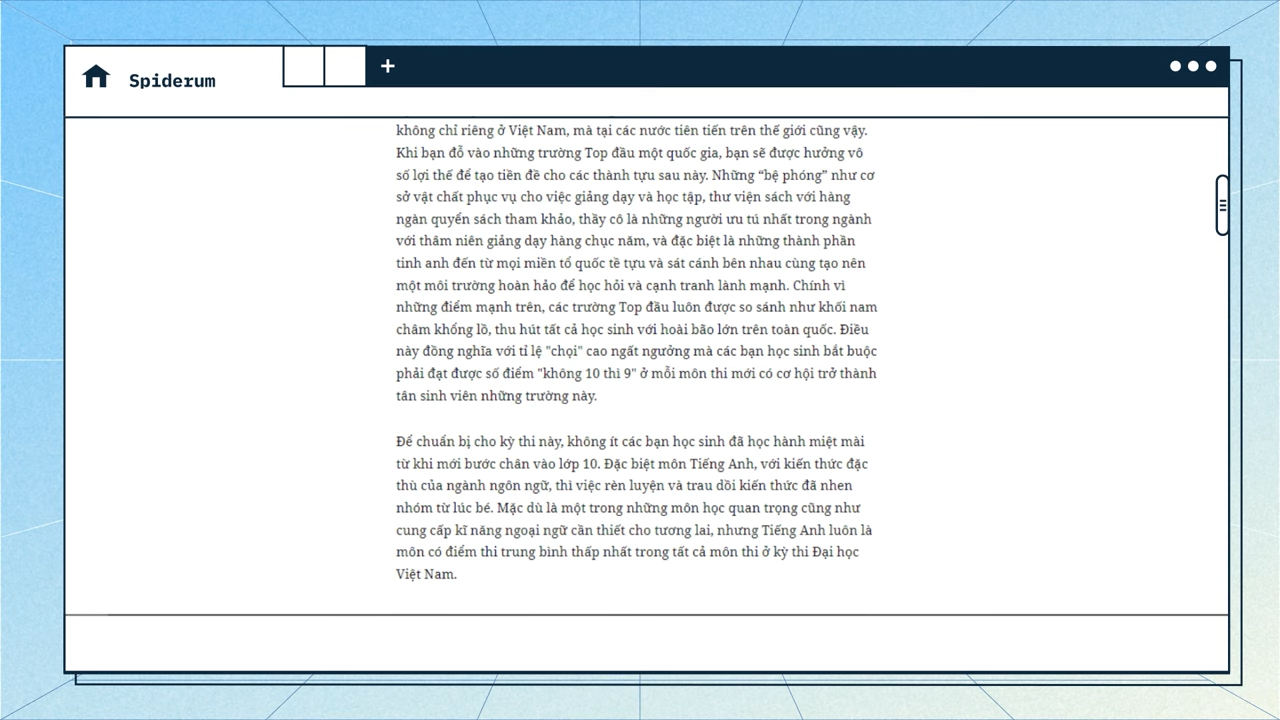 Spiderum
không chỉ riêng ở Việt Nam, mà tại các nước tiên tiến trên thế giới cũng vậy.
Khi bạn đỗ vào những trường Top đầu một quốc gia, bạn sẽ được hưởng vô
số lợi thế để tạo tiền đề cho các thành tựu sau này. Những “bệ phóng” như cơ
sở vật chất phục vụ cho việc giảng dạy và học tập, thư viện sách với hàng
ngàn quyển sách tham khảo, thầy cô là những người ưu tú nhất trong ngành
với thâm niên giảng dạy hàng chục năm, và đặc biệt là những thành phần
tinh anh đến từ mọi miền tổ quốc tề tựu và sát cánh bên nhau cùng tạo nên
một môi trường hoàn hảo để học hỏi và cạnh tranh lành mạnh. Chính vì
những điểm mạnh trên, các trường Top đầu luôn được so sánh như khối nam
châm khổng lồ, thu hút tất cả học sinh với hoài bão lớn trên toàn quốc. Điều
này đồng nghĩa với tỉ lệ "chọi" cao ngất ngưởng mà các bạn học sinh bắt buộc
phải đạt được số điểm "không 10 thì 9" ở mỗi môn thi mới có cơ hội trở thành
tân sinh viên những trường này.
Để chuẩn bị cho kỳ thi này, không ít các bạn học sinh đã học hành miệt mài
từ khi mới bước chân vào lớp 10. Đặc biệt môn Tiếng Anh, với kiến thức đặc
thù của ngành ngôn ngữ, thì việc rèn luyện và trau dồi kiến thức đã nhen
nhóm từ lúc bé. Mặc dù là một trong những môn học quan trọng cũng như
cung cấp kĩ năng ngoại ngữ cần thiết cho tương lai, nhưng Tiếng Anh luôn là
môn có điểm thi trung bình thấp nhất trong tất cả môn thi ở kỳ thi Đại học
Việt Nam.